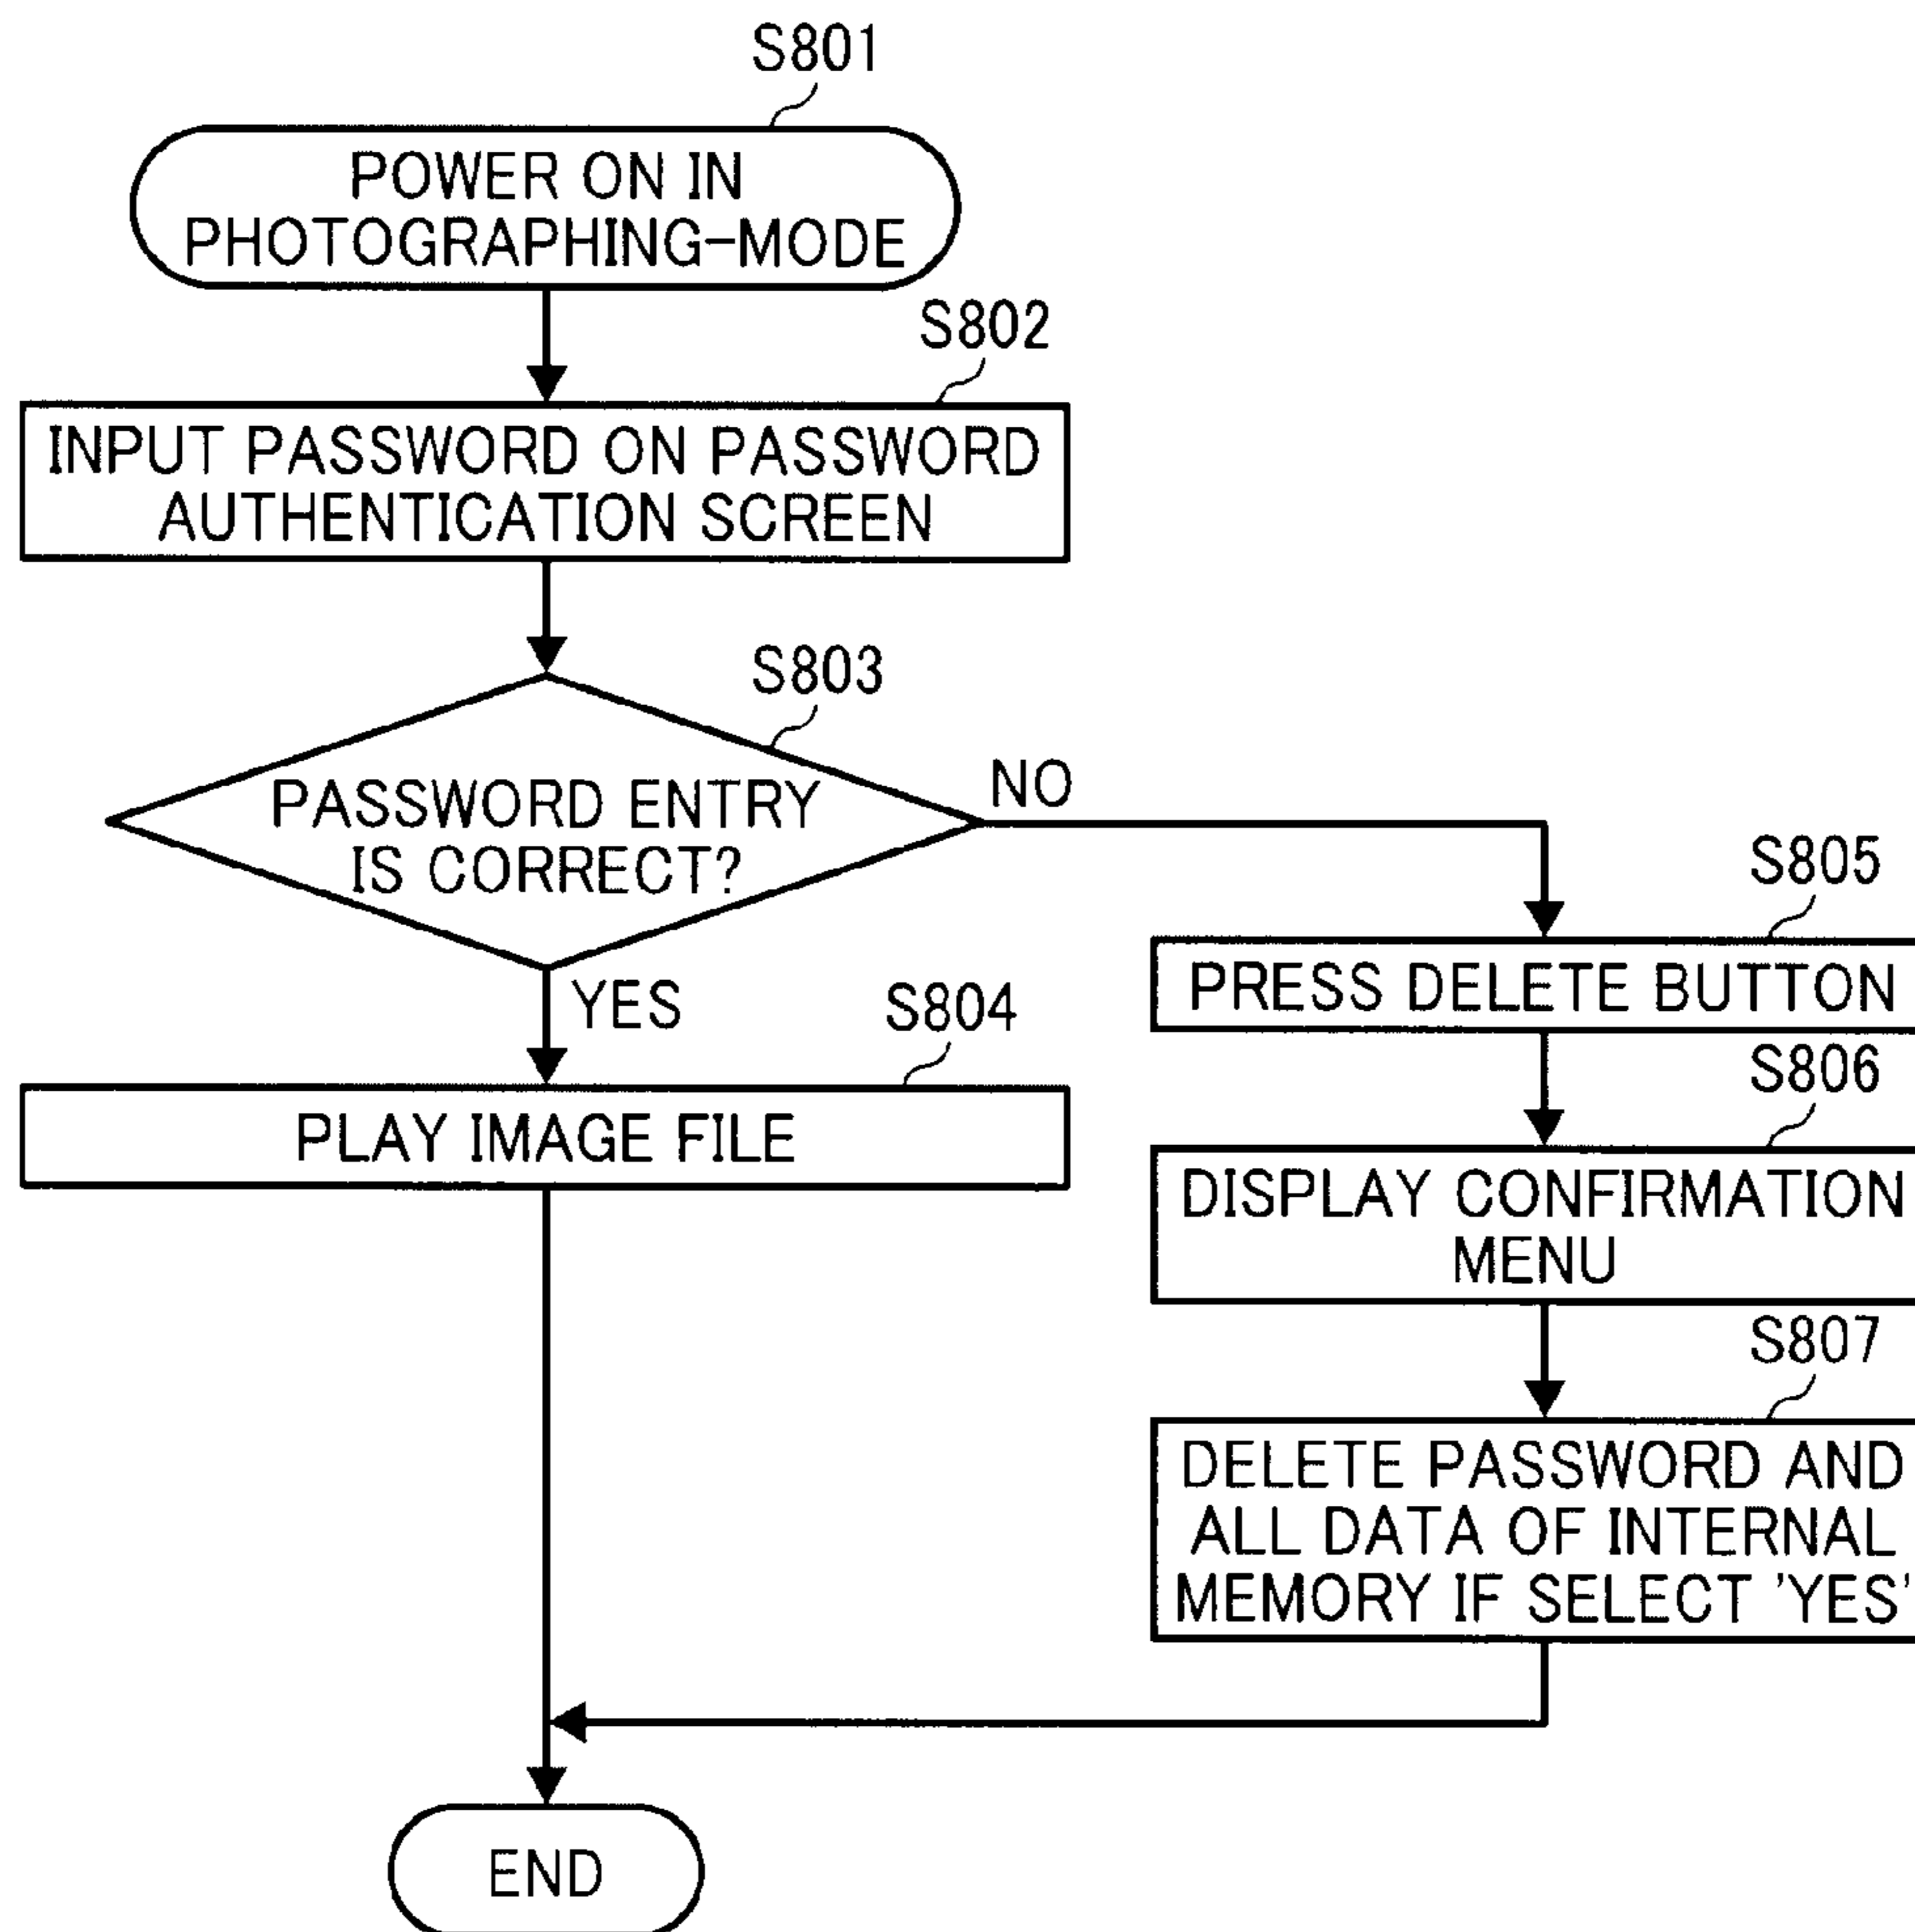 S801
POWER ON IN
PHOTOGRAPHING-MODE
S802
INPUT PASSWORD ON PASSWORD
AUTHENTICATION SCREEN
S803
PASSWORD ENTRY
IS CORRECT?
NO
YES
S804
PLAY IMAGE FILE
S805
PRESS DELETE BUTTON
S806
DISPLAY CONFIRMATION
MENU
S807
DELETE PASSWORD AND
ALL DATA OF INTERNAL
MEMORY IF SELECT 'YES'
END